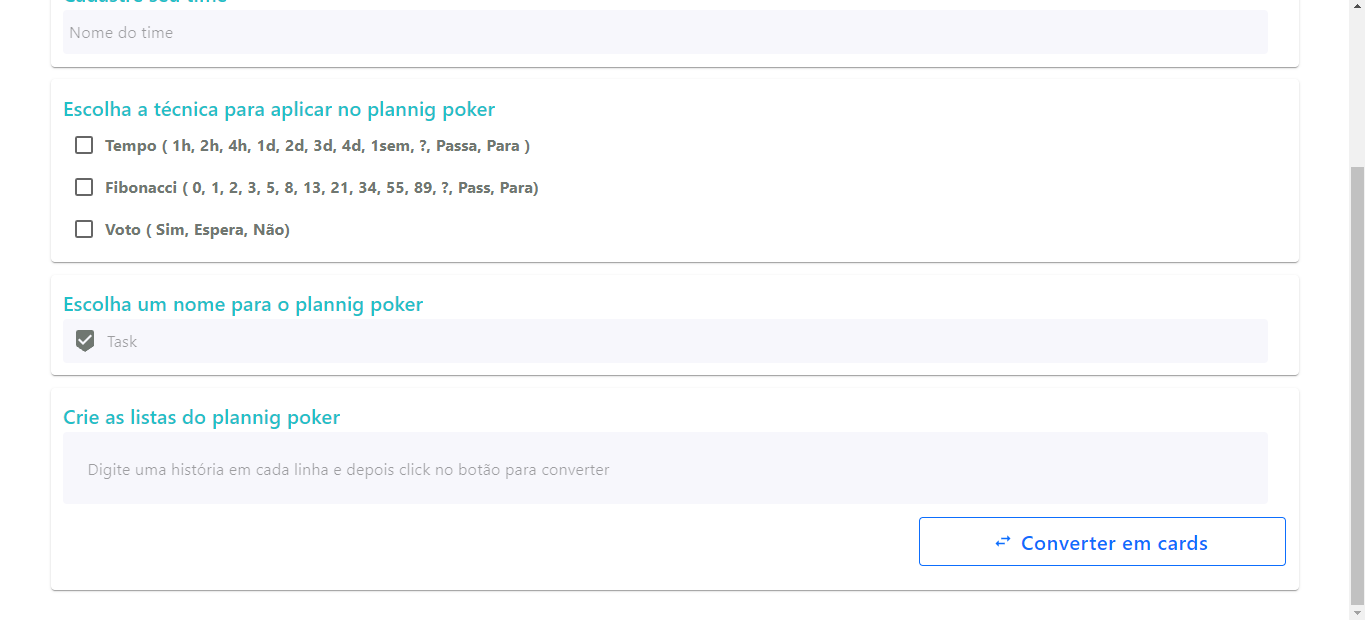 Cadastre seu time
Nome do time
Escolha a técnica para aplicar no plannig poker
Tempo ( 1h, 2h, 4h, 1d, 2d, 3d, 4d, 1sem, ?, Passa, Para )
Fibonacci ( 0, 1, 2, 3, 5, 8, 13, 21, 34, 55, 89, ?, Pass, Para)
Voto ( Sim, Espera, Não)
Escolha um nome para o plannig poker
Task
Crie as listas do plannig poker
Digite uma história em cada linha e depois click no botão para converter
Converter em cards